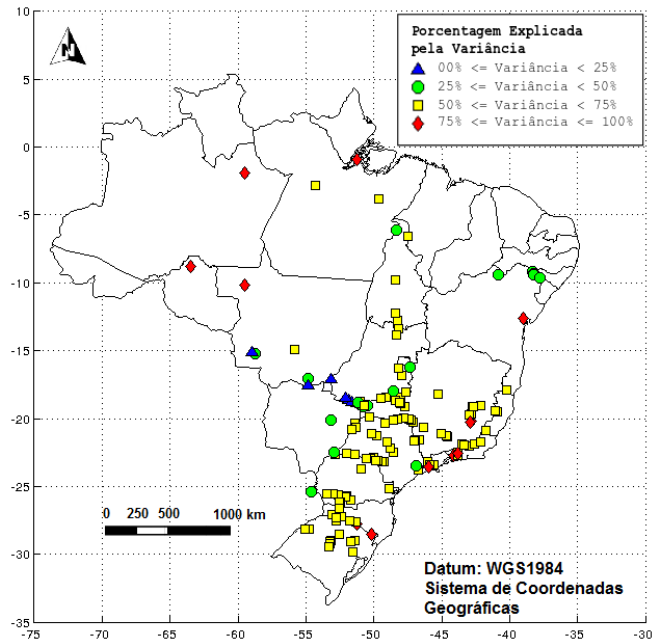 Porcentagem Explicada
pela Variância
00% <= Variância < 25%
25% <= Variância < 50%
50% <= Variância < 75%
75% <= Variância <= 100%
N
10
5
0
-5
-10
-15
-20
-25
-30
-35
0 250 500 1000 km
Datum: WGS1984
Sistema de Coordenadas
Geográficas
-75 -70 -65 -60 -55 -50 -45 -40 -35 -30